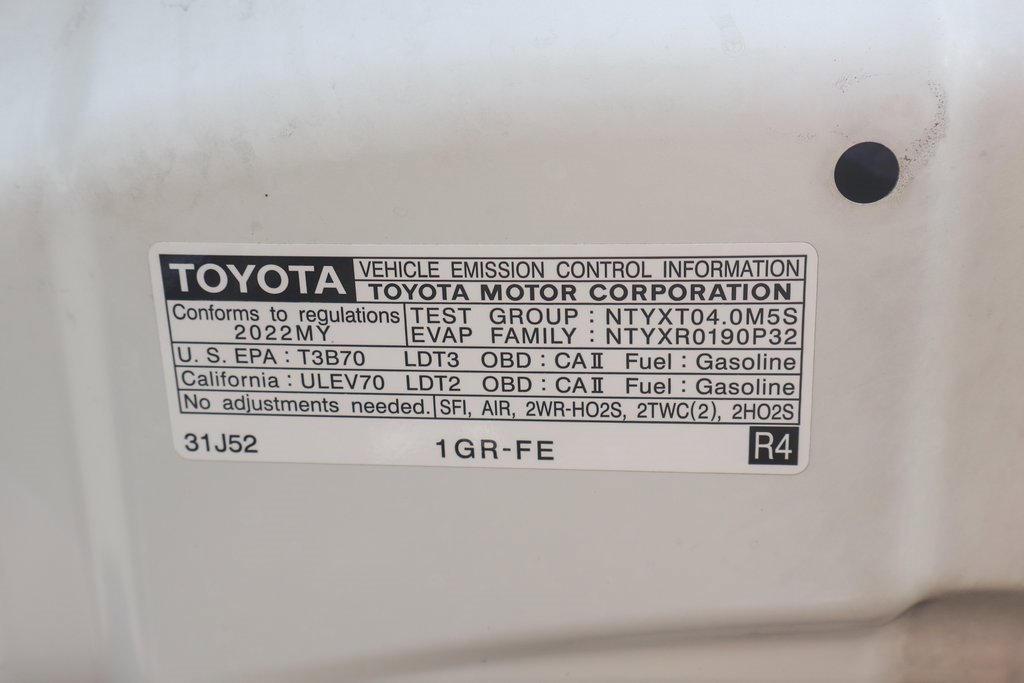 TOYOTA VEHICLE EMISSION CONTROL INFORMATION
TOYOTA MOTOR CORPORATION
Conforms to regulations TEST GROUP : NTYXT04.0M5S
2022MY EVAP FAMILY : NTYXR0190P32
U. S. EPA : T3B70 LDT3 OBD : CAⅡ Fuel : Gasoline
California : ULEV70 LDT2 OBD : CAⅡ Fuel : Gasoline
No adjustments needed. SFI, AIR, 2WR-HO2S, 2TWC(2), 2HO2S
31J52 1GR-FE R4